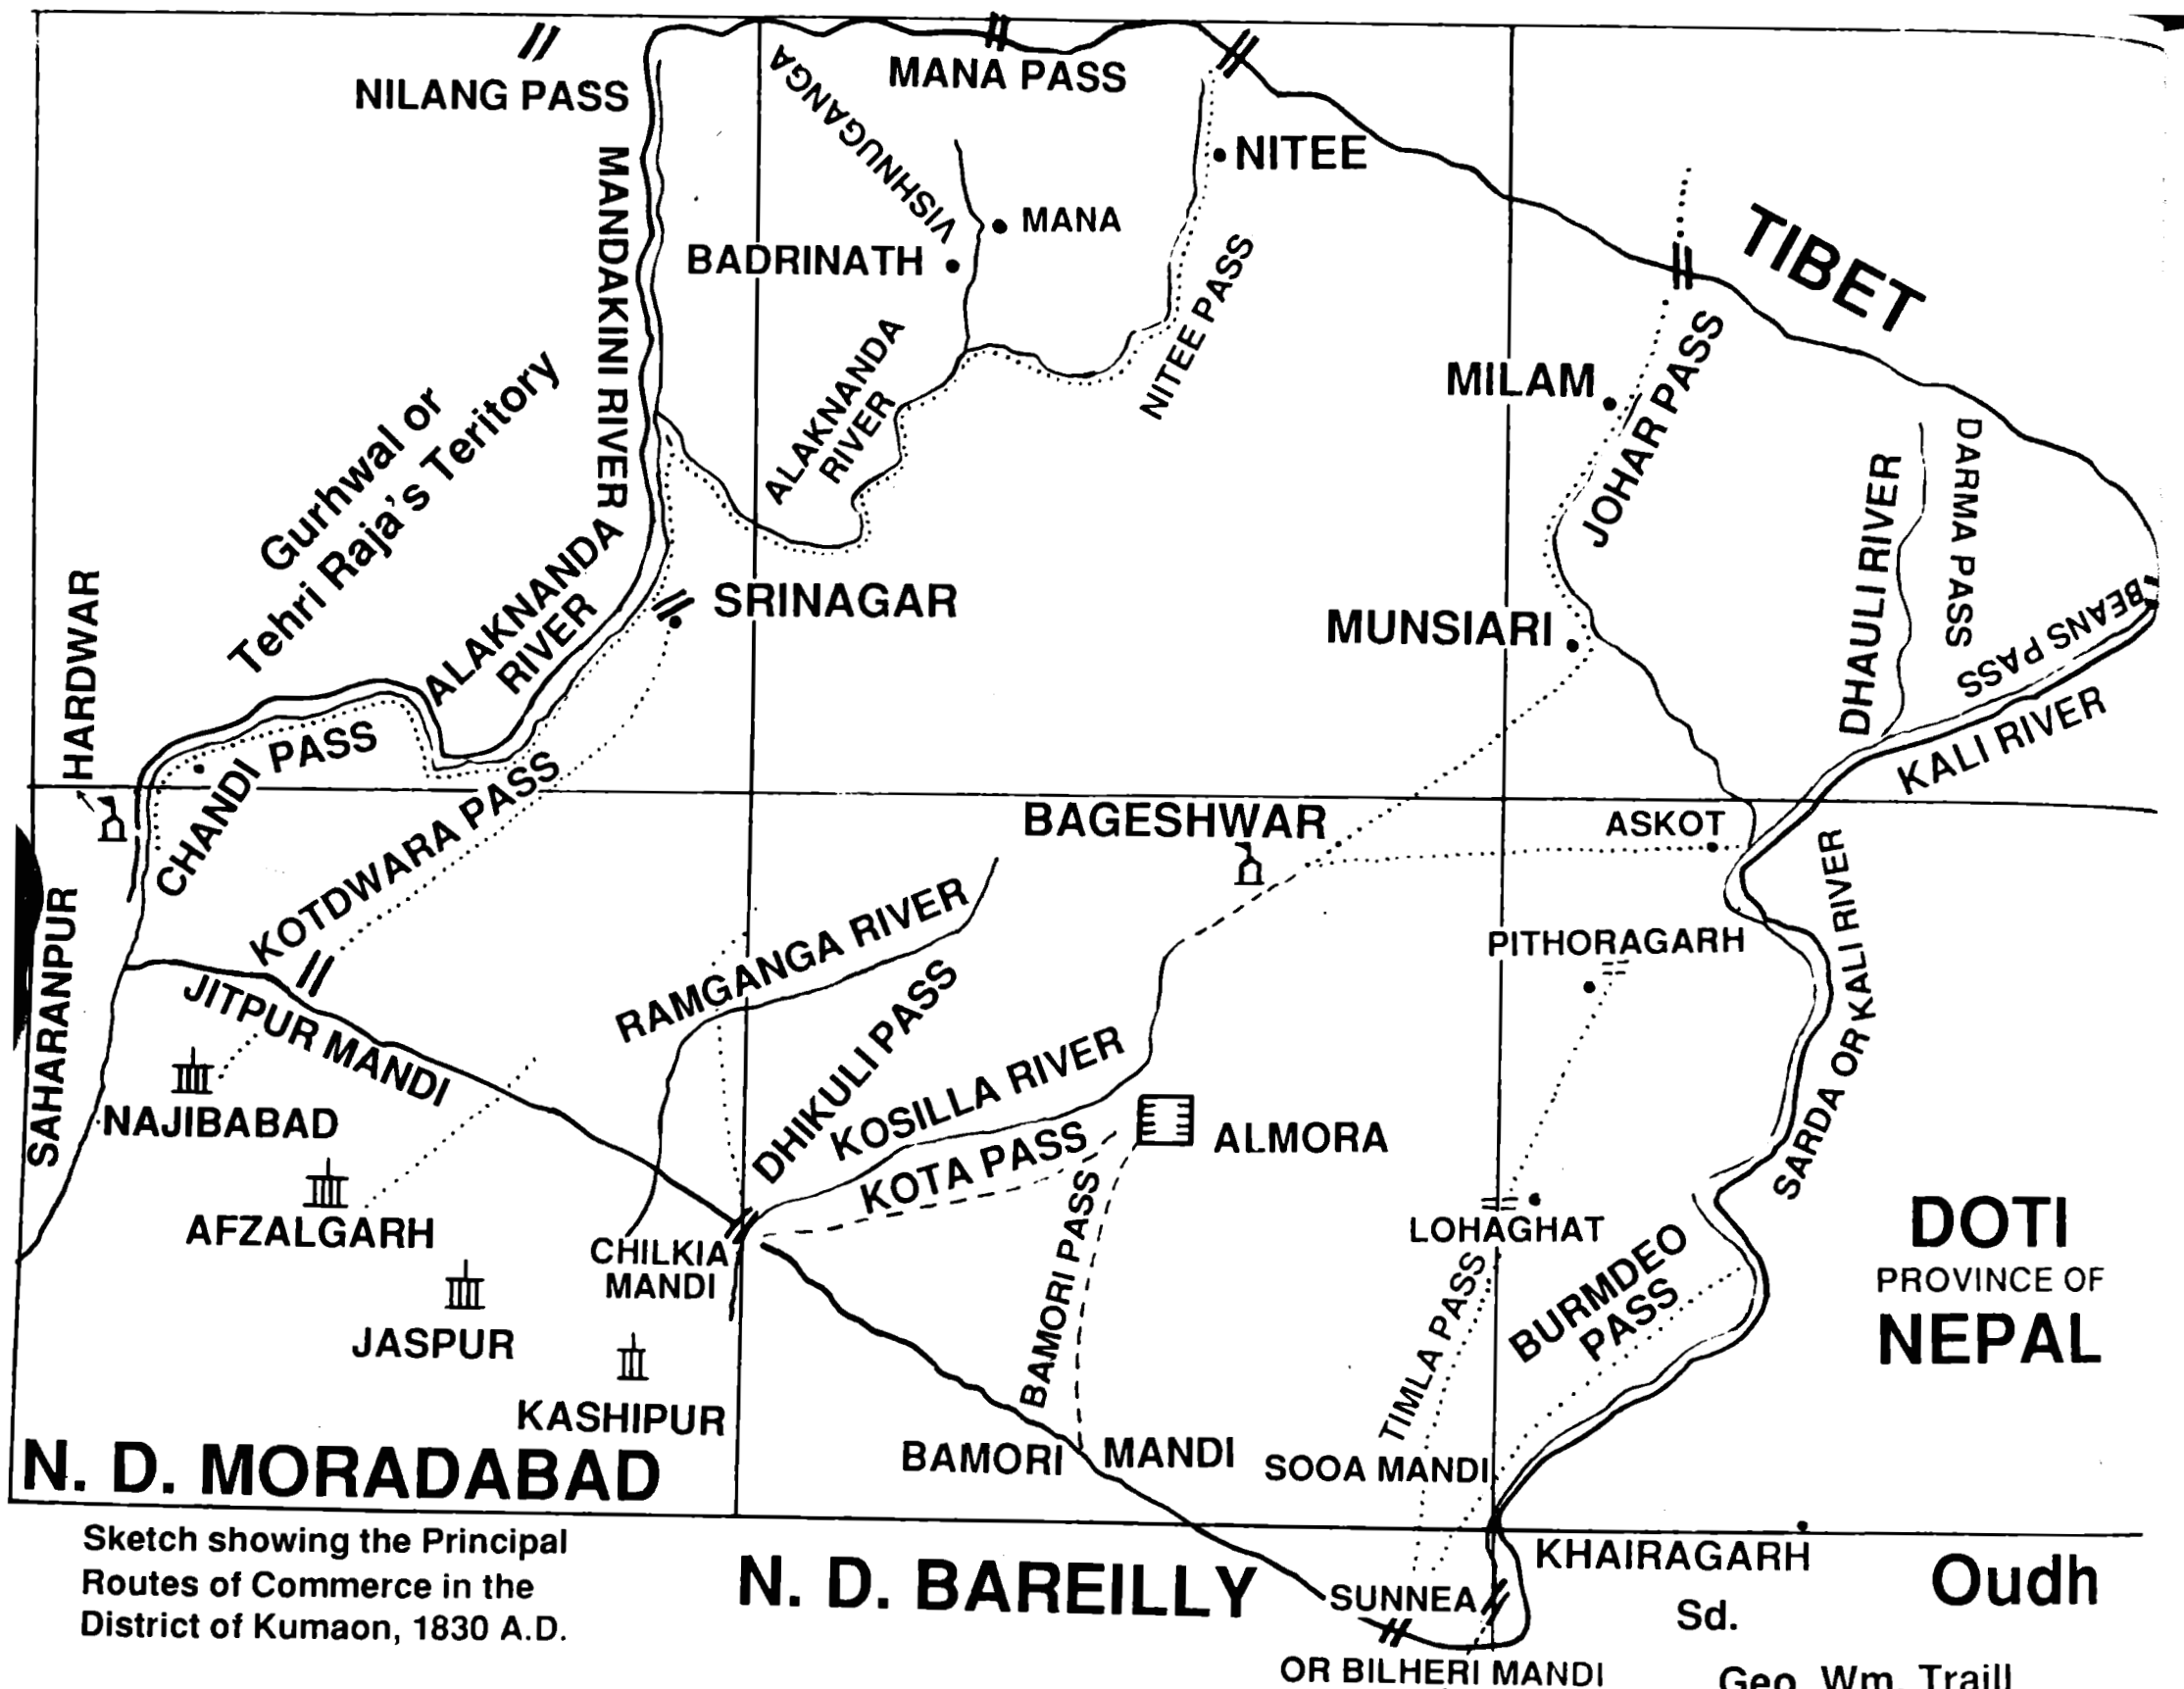 NILANG PASS
MANA PASS
VISHNUGANGA
NITEE
MANA
BADRINATH
MANDAKINI RIVER
TIBET
NITEE PASS
ALAKNANDA
RIVER
MILAM
JOHAR PASS
DHAULI RIVER
DARMA PASS
BEANS PASS
KALI RIVER
Gurhwal or
Tehri Raja's Teritory
ALAKNANDA
RIVER
SRINAGAR
MUNSIARI
HARDWAR
CHANDI PASS
KOTDWARA PASS
BAGESHWAR
ASKOT
SAHARANPUR
JITPUR MANDI
RAMGANGA RIVER
DHIKULI PASS
PITHORAGARH
SARDA OR KALI RIVER
NAJIBABAD
KOSILLA RIVER
KOTA PASS
ALMORA
AFZALGARH
CHILKIA
MANDI
BAMORI PASS
LOHAGHAT
TIMLA PASS
BURMDEO
PASS
DOTI
PROVINCE OF
NEPAL
JASPUR
KASHIPUR
BAMORI MANDI
SOOA MANDI
N. D. MORADABAD
Sketch showing the Principal
Routes of Commerce in the
District of Kumaon, 1830 A.D.
N. D. BAREILLY
KHAIRAGARH
Oudh
SUNNEA
OR BILHERI MANDI
Sd.
Geo. Wm. Traill